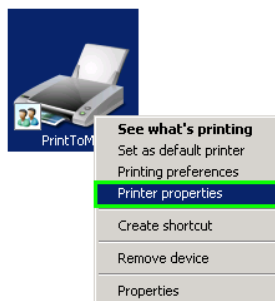 PrintToM
See what's printing
Set as default printer
Printing preferences
Printer properties
Create shortcut
Remove device
Properties